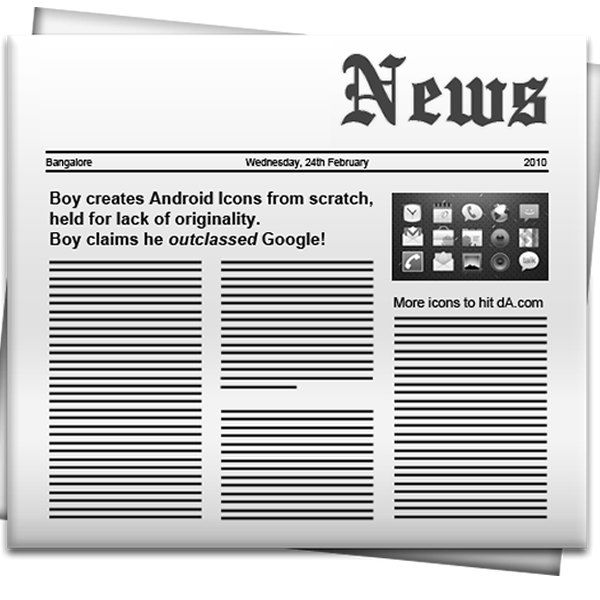 News
Bangalore Wednesday, 24th February 2010
Boy creates Android Icons from scratch,
held for lack of originality.
Boy claims he outclassed Google!
talk
More icons to hit dA.com